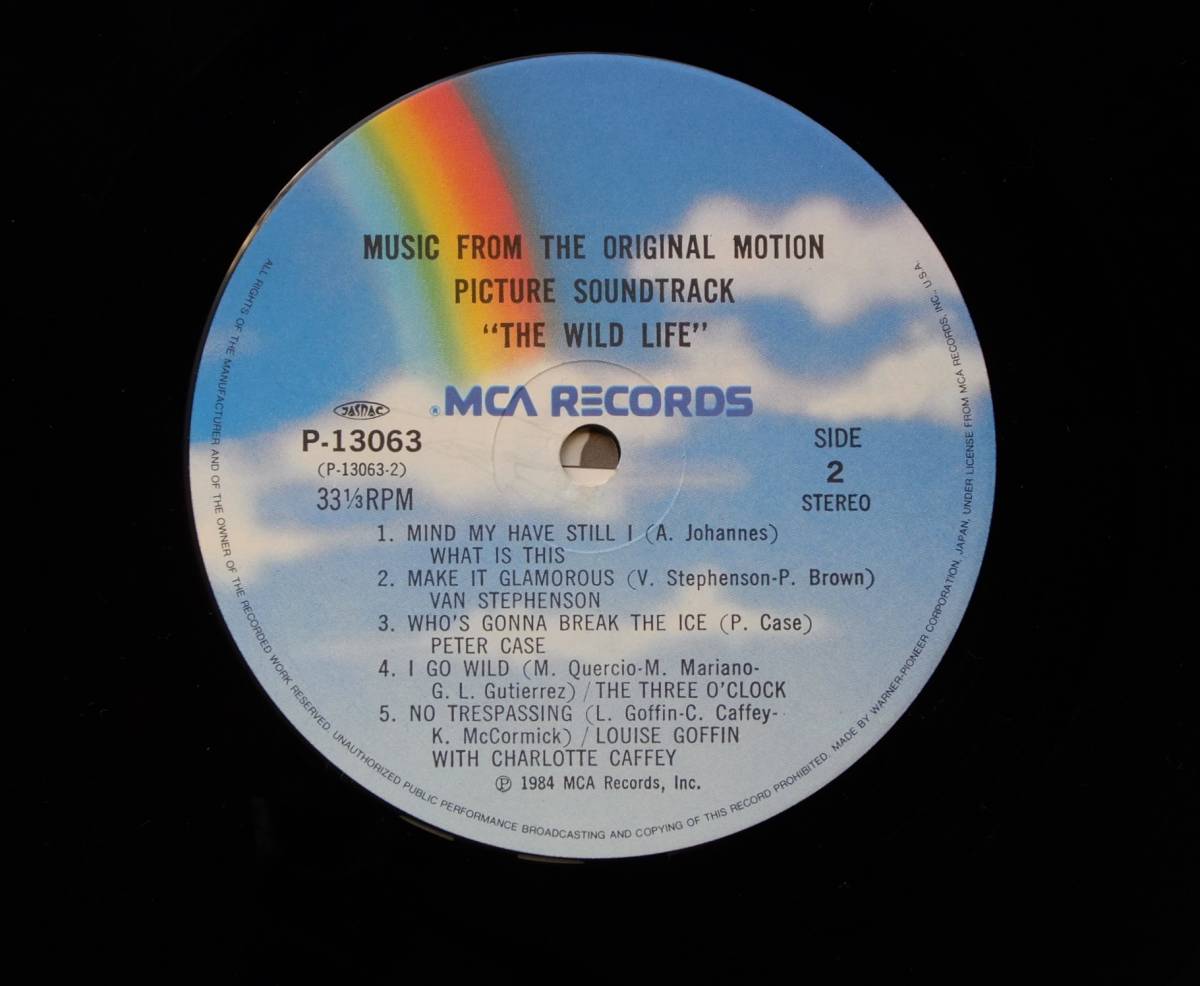 MUSIC FROM THE ORIGINAL MOTION
PICTURE SOUNDTRACK
“THE WILD LIFE”
JASRAC
® MCA RECORDS
P-13063
(P-13063-2)
33⅓RPM
SIDE
2
STEREO
1. MIND MY HAVE STILL I (A. Johannes)
WHAT IS THIS
2. MAKE IT GLAMOROUS (V. Stephenson-P. Brown)
VAN STEPHENSON
3. WHO'S GONNA BREAK THE ICE (P. Case)
PETER CASE
4. I GO WILD (M. Quercio-M. Mariano-
G. L. Gutierrez) / THE THREE O'CLOCK
5. NO TRESPASSING (L. Goffin-C. Caffey-
K. McCormick) / LOUISE GOFFIN
WITH CHARLOTTE CAFFEY
℗ 1984 MCA Records, Inc.
ALL RIGHTS OF THE MANUFACTURER AND OF THE OWNER OF THE RECORDED WORK RESERVED. UNAUTHORIZED PUBLIC PERFORMANCE BROADCASTING AND COPYING OF THIS RECORD PROHIBITED. MADE BY WARNER-PIONEER CORPORATION, JAPAN, UNDER LICENSE FROM MCA RECORDS, INC., U.S.A.